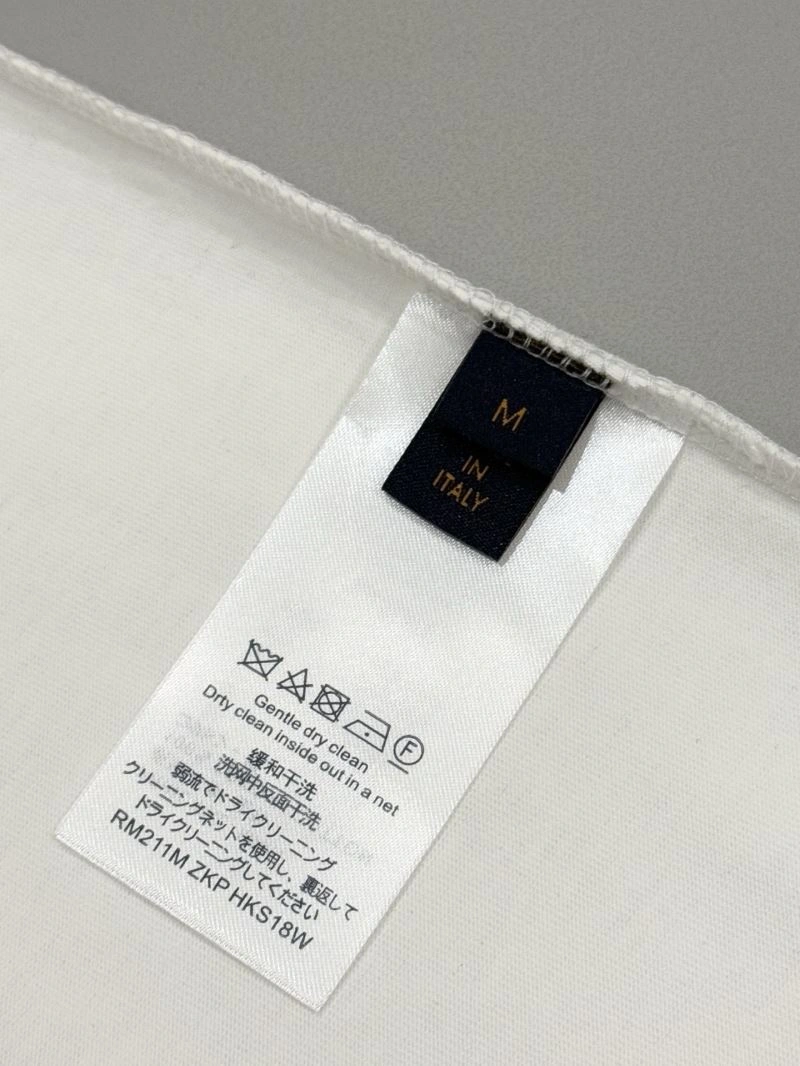 M
IN
ITALY
F
Gentle dry clean
Drty clean inside out in a net
缓和干洗
洗网中反面干洗
弱流でドライクリーニング
クリーニングネットを使用し、裏返して
ドライクリーニングしてください
RM211M ZKP HKS18W